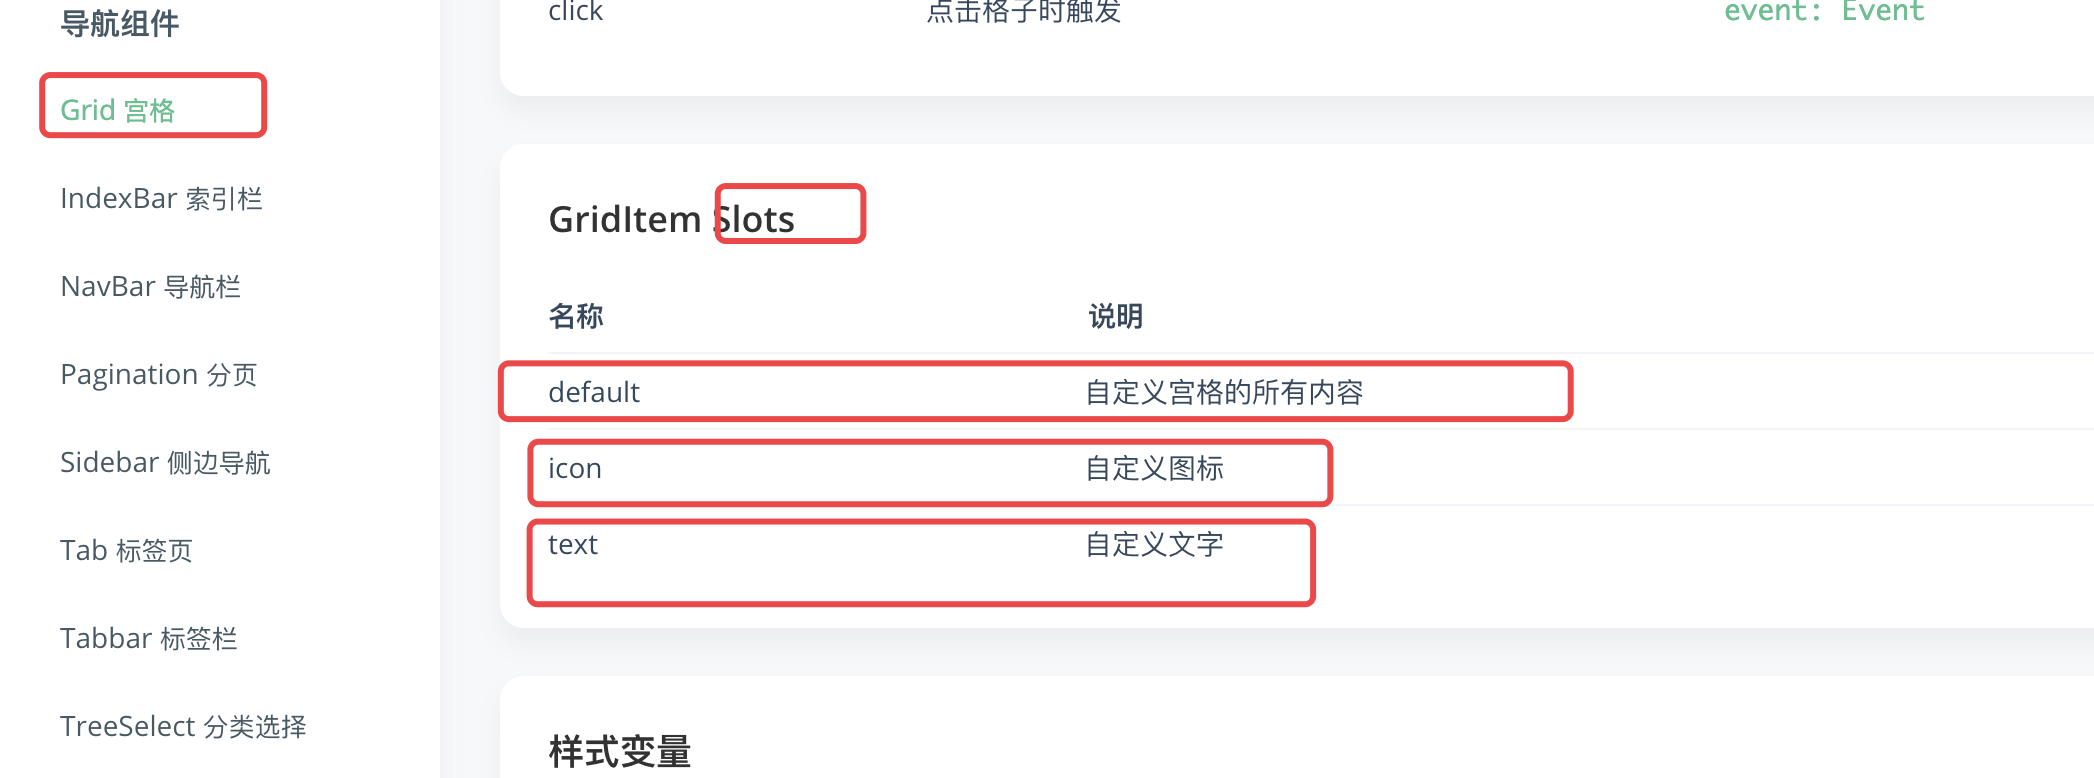 导航组件
Grid 宫格
IndexBar 索引栏
NavBar 导航栏
Pagination 分页
Sidebar 侧边导航
Tab 标签页
Tabbar 标签栏
TreeSelect 分类选择
click 点击格子时触发 event: Event
GridItem Slots
名称 说明
default 自定义宫格的所有内容
icon 自定义图标
text 自定义文字
样式变量